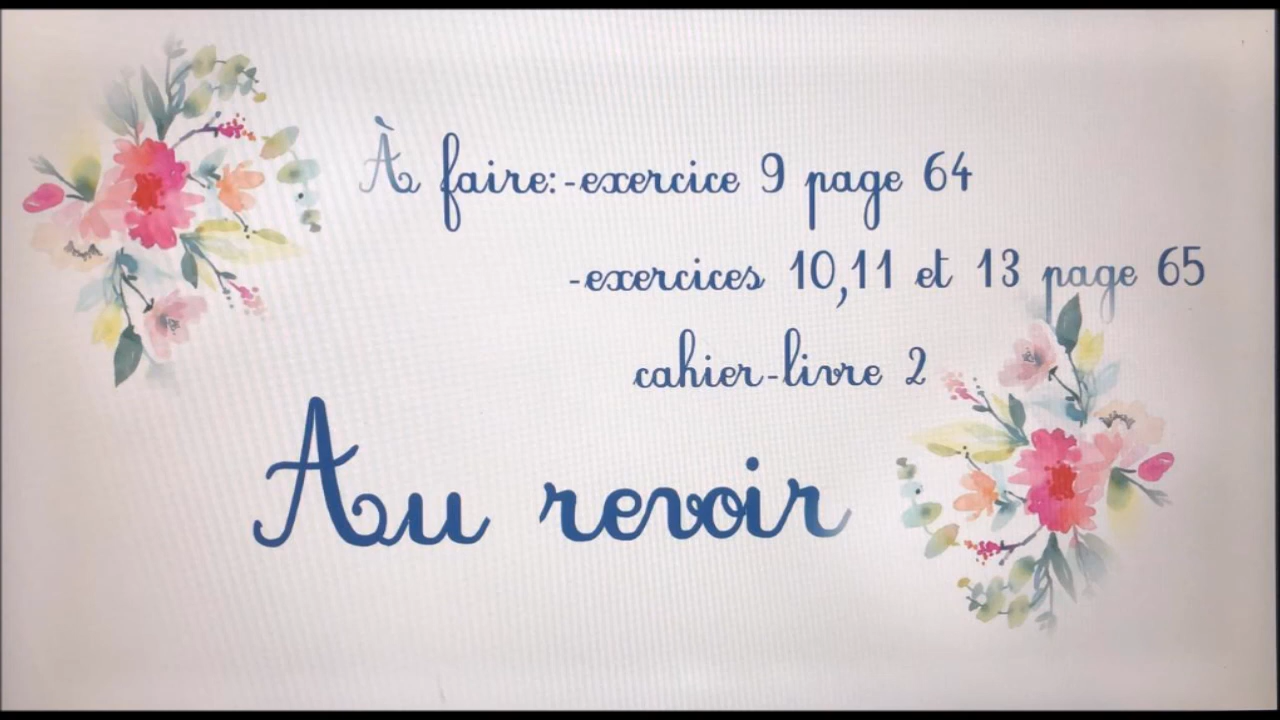 À faire:-exercice 9 page 64
-exercices 10,11 et 13 page 65
cahier-livre 2
Au revoir